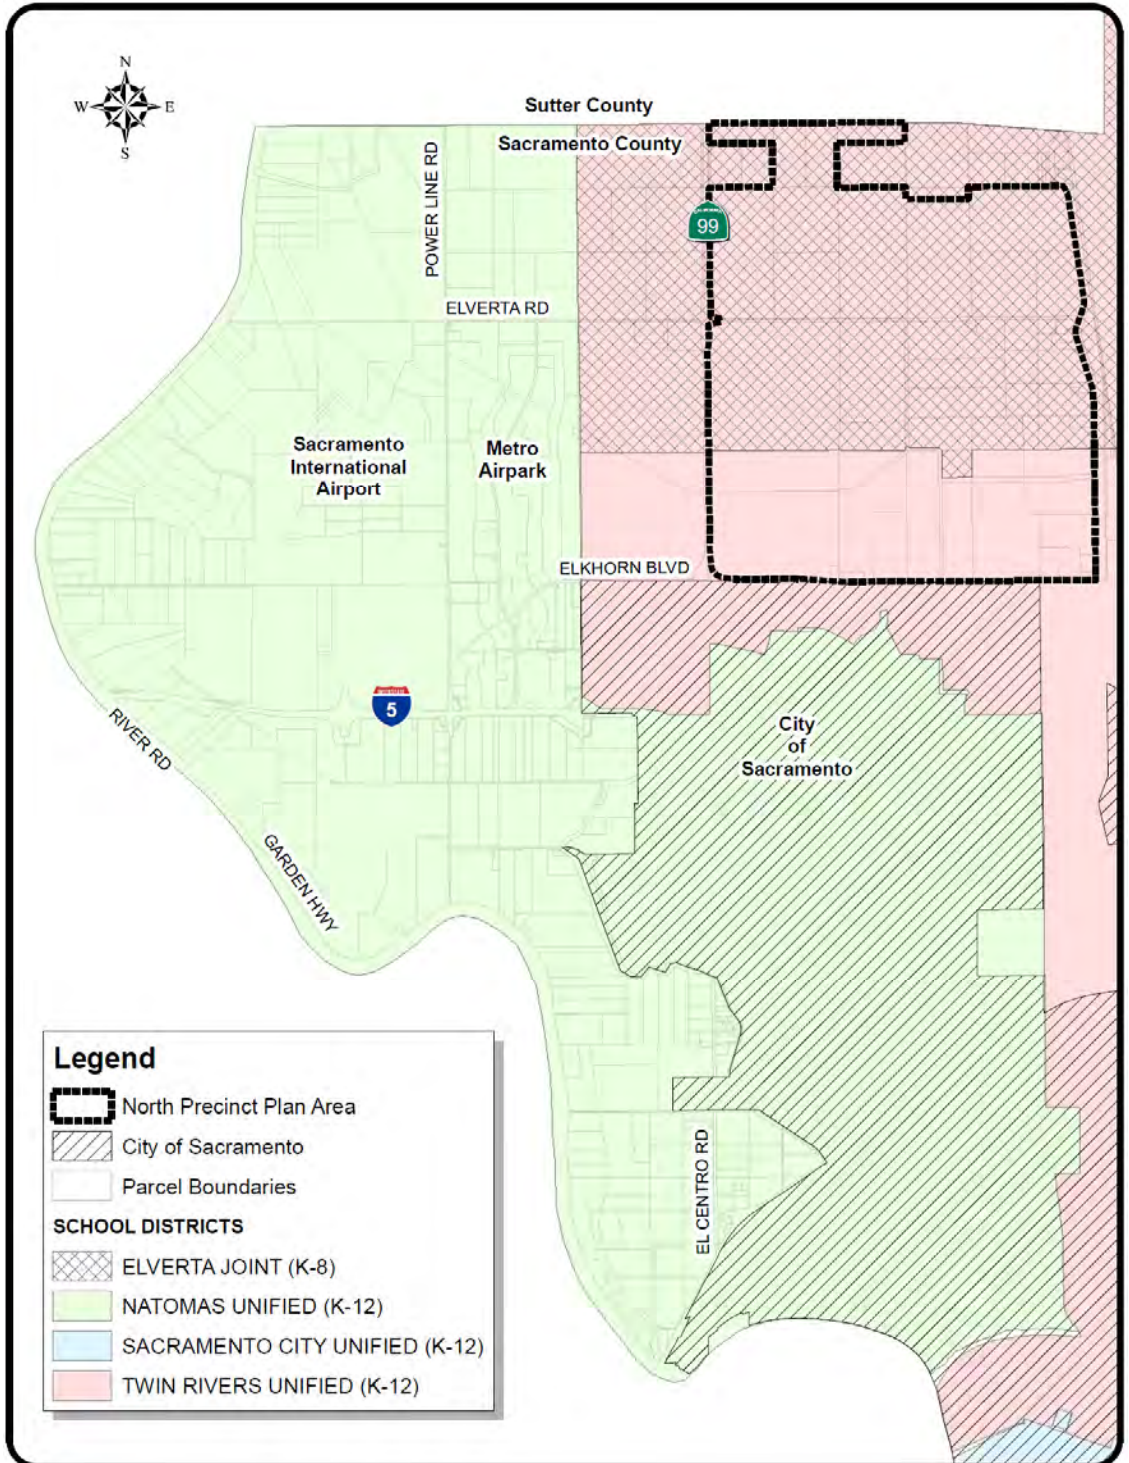 N
W E
S
Sutter County
Sacramento County
POWER LINE RD
99
ELVERTA RD
Sacramento
International
Airport
Metro
Airpark
ELKHORN BLVD
5
RIVER RD
City
of
Sacramento
GARDEN HWY
EL CENTRO RD
Legend
North Precinct Plan Area
City of Sacramento
Parcel Boundaries
SCHOOL DISTRICTS
ELVERTA JOINT (K-8)
NATOMAS UNIFIED (K-12)
SACRAMENTO CITY UNIFIED (K-12)
TWIN RIVERS UNIFIED (K-12)